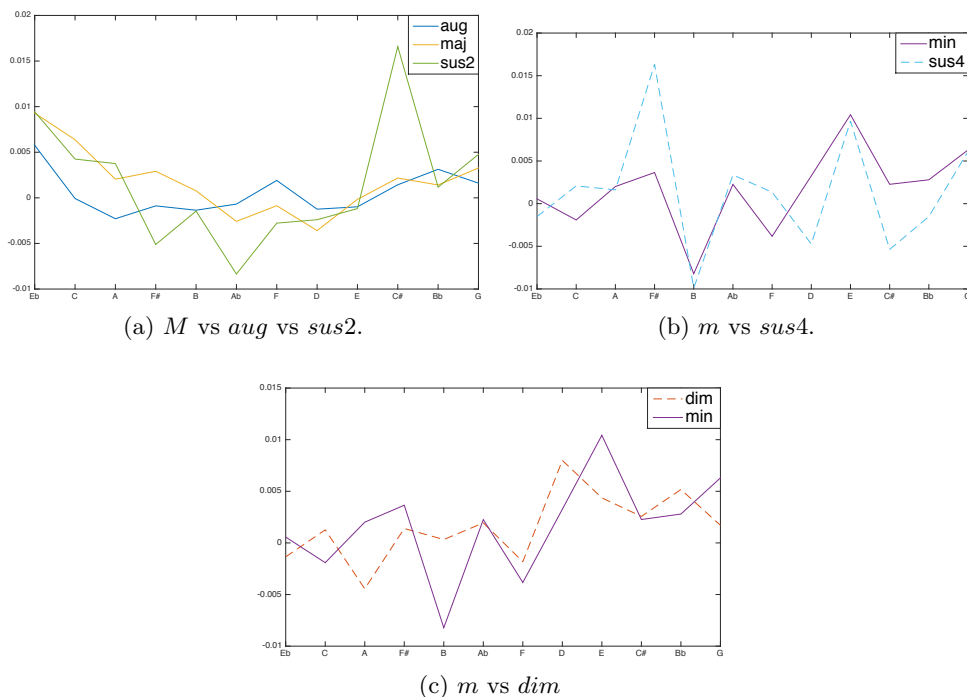 0.02
0.015
0.01
0.005
0
-0.005
-0.01
Eb C A F# B Ab F D E C# Bb G
aug
maj
sus2
(a) M vs aug vs sus2.
0.02
0.015
0.01
0.005
0
-0.005
-0.01
Eb C A F# B Ab F D E C# Bb G
min
sus4
(b) m vs sus4.
0.015
0.01
0.005
0
-0.005
-0.01
Eb C A F# B Ab F D E C# Bb G
dim
min
(c) m vs dim